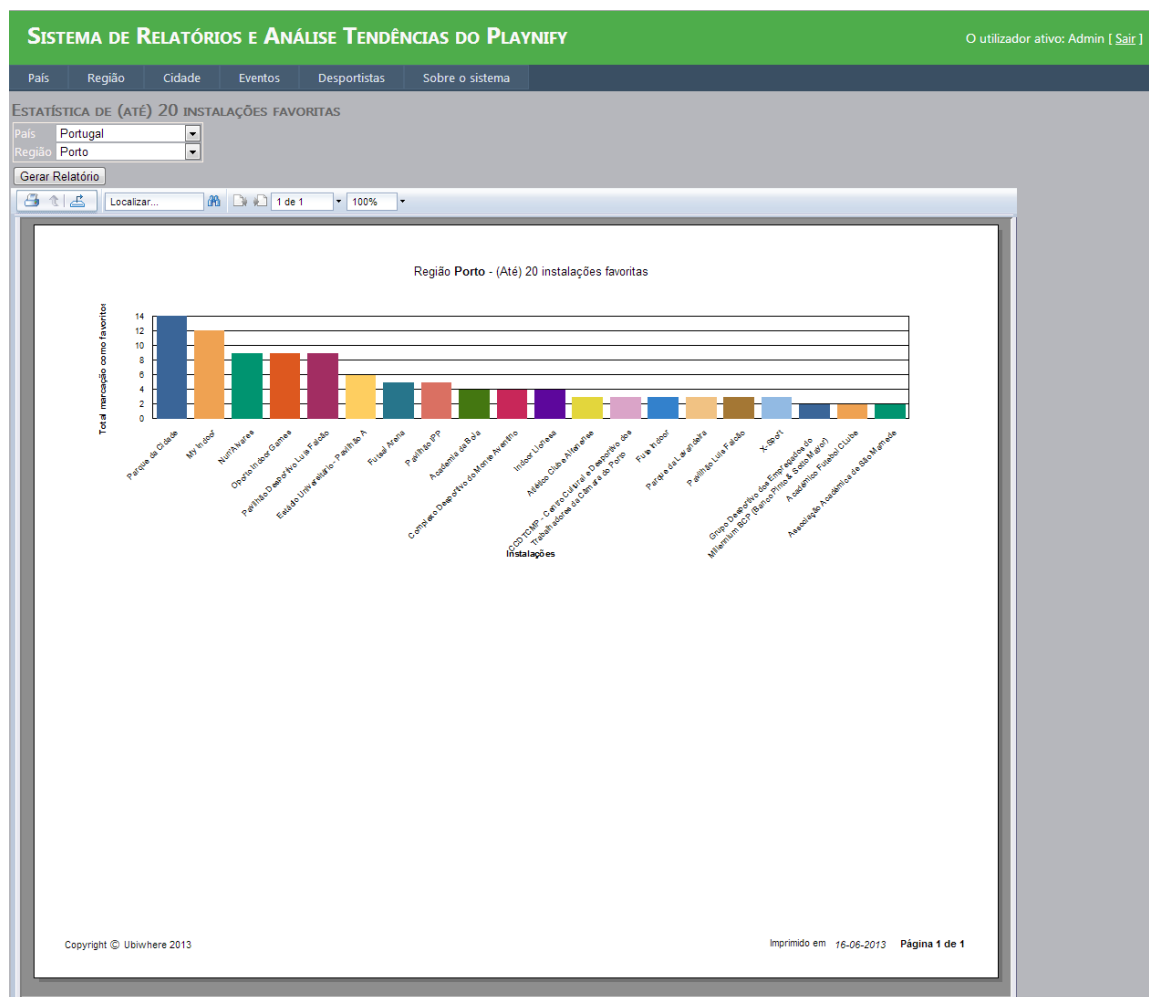 SISTEMA DE RELATÓRIOS E ANÁLISE TENDÊNCIAS DO PLAYNIFY
O utilizador ativo: Admin [ Sair ]
País Região Cidade Eventos Desportistas Sobre o sistema
ESTATÍSTICA DE (ATÉ) 20 INSTALAÇÕES FAVORITAS
País Portugal
Região Porto
Gerar Relatório
Localizar... 1 de 1 100%
Região Porto - (Até) 20 instalações favoritas
Total marcação como favoritos
14
12
10
8
6
4
2
0
Parque da Cidade
My Indoor
Nun'Alvares
Oporto Indoor Games
Pavilhão Desportivo Luís Falcão
Estádio Universitário - Pavilhão A
Futsal Arena
Pavilhão IPP
Academia da Bola
Complexo Desportivo do Monte Aventino
Indoor Lionesa
Atlético Clube Alfenense
CCDTCMP - Centro Cultural e Desportivo dos
Trabalhadores da Câmara do Porto
Fute Indoor
Parque da Lavandeira
Pavilhão Luís Falcão
X-Sport
Grupo Desportivo dos Empregados do
Millennium BCP (Banco Pinto & Sotto Mayor)
Académico Futebol Clube
Associação Académica de São Mamede
Instalações
Copyright © Ubiwhere 2013
Imprimido em 16-06-2013 Página 1 de 1